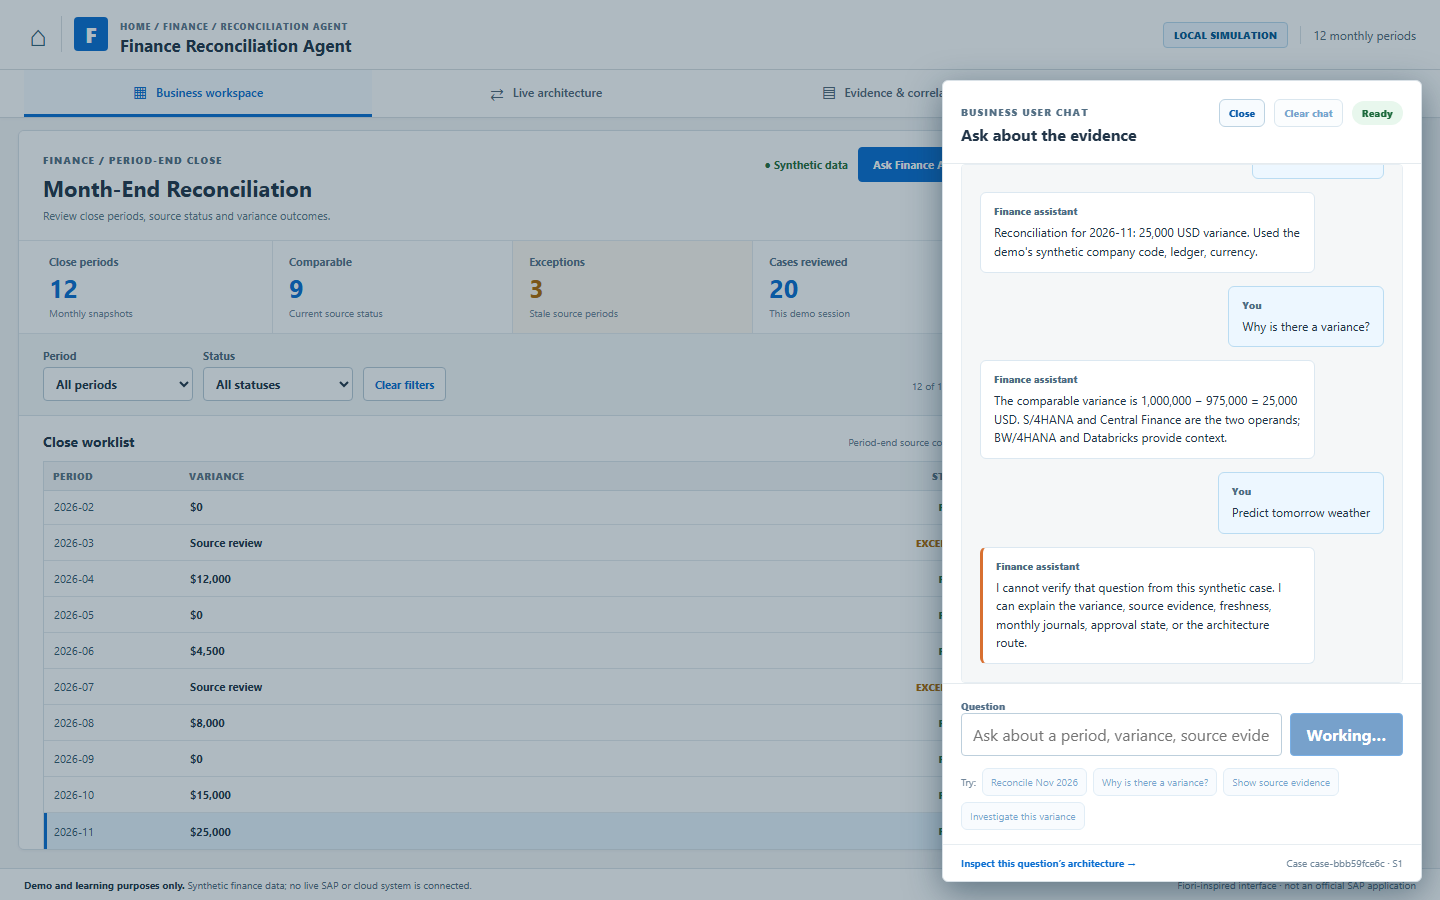 HOME / FINANCE / RECONCILIATION AGENT
F
Finance Reconciliation Agent
LOCAL SIMULATION
12 monthly periods
Business workspace
Live architecture
Evidence &
FINANCE / PERIOD-END CLOSE
Month-End Reconciliation
Review close periods, source status and variance outcomes.
• Synthetic data
Ask Finance
Close periods
12
Monthly snapshots
Comparable
9
Current source status
Exceptions
3
Stale source periods
Cases reviewed
20
This demo session
Period
Status
All periods
All statuses
Clear filters
12 of
Close worklist
Period-end source
PERIOD
VARIANCE
2026-02
$0
2026-03
Source review
2026-04
$12,000
2026-05
$0
2026-06
$4,500
2026-07
Source review
2026-08
$8,000
2026-09
$0
2026-10
$15,000
2026-11
$25,000
Demo and learning purposes only. Synthetic finance data; no live SAP or cloud system is connected.
Fiori-inspired interface · not an official SAP application
BUSINESS USER CHAT
Ask about the evidence
Close
Clear chat
Ready
Finance assistant
Reconciliation for 2026-11: 25,000 USD variance. Used the
demo's synthetic company code, ledger, currency.
You
Why is there a variance?
Finance assistant
The comparable variance is 1,000,000 − 975,000 = 25,000
USD. S/4HANA and Central Finance are the two operands;
BW/4HANA and Databricks provide context.
You
Predict tomorrow weather
Finance assistant
I cannot verify that question from this synthetic case. I
can explain the variance, source evidence, freshness,
monthly journals, approval state, or the architecture
route.
Question
Ask about a period, variance, source evide
Working...
Try:
Reconcile Nov 2026
Why is there a variance?
Show source evidence
Investigate this variance
Inspect this question's architecture →
Case case-bbb59fce6c · S1